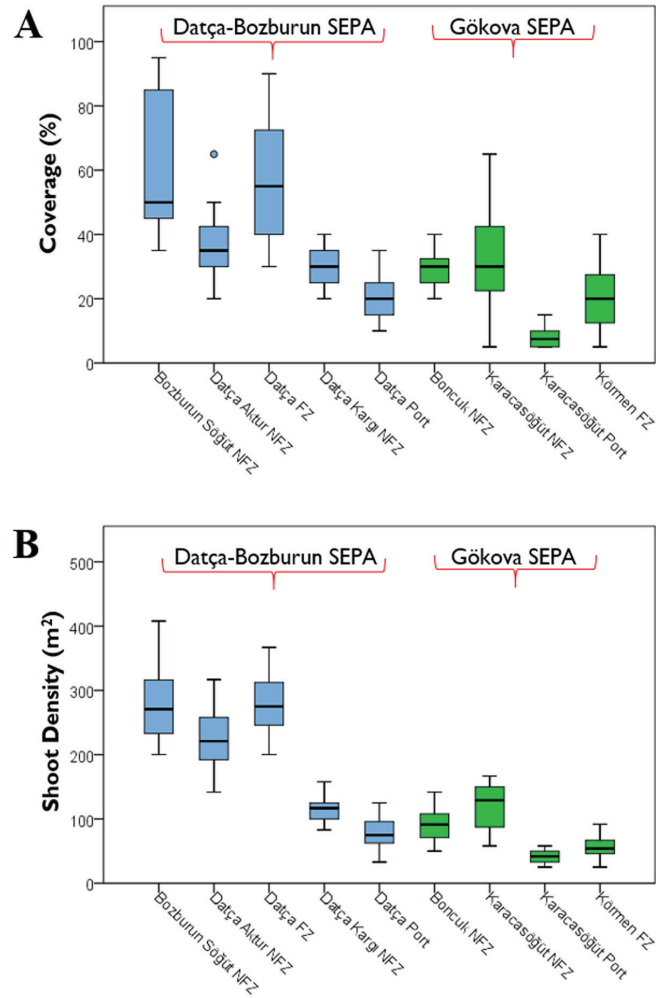 A
Datça-Bozburun SEPA
Gökova SEPA
Coverage (%)
100
80
60
40
20
0
Bozburun Söğüt NFZ
Datça Aktur NFZ
Datça FZ
Datça Kargı NFZ
Datça Port
Boncuk NFZ
Karacasöğüt NFZ
Karacasöğüt Port
Körmen FZ
B
Datça-Bozburun SEPA
Gökova SEPA
Shoot Density (m²)
500
400
300
200
100
0
Bozburun Söğüt NFZ
Datça Aktur NFZ
Datça FZ
Datça Kargı NFZ
Datça Port
Boncuk NFZ
Karacasöğüt NFZ
Karacasöğüt Port
Körmen FZ